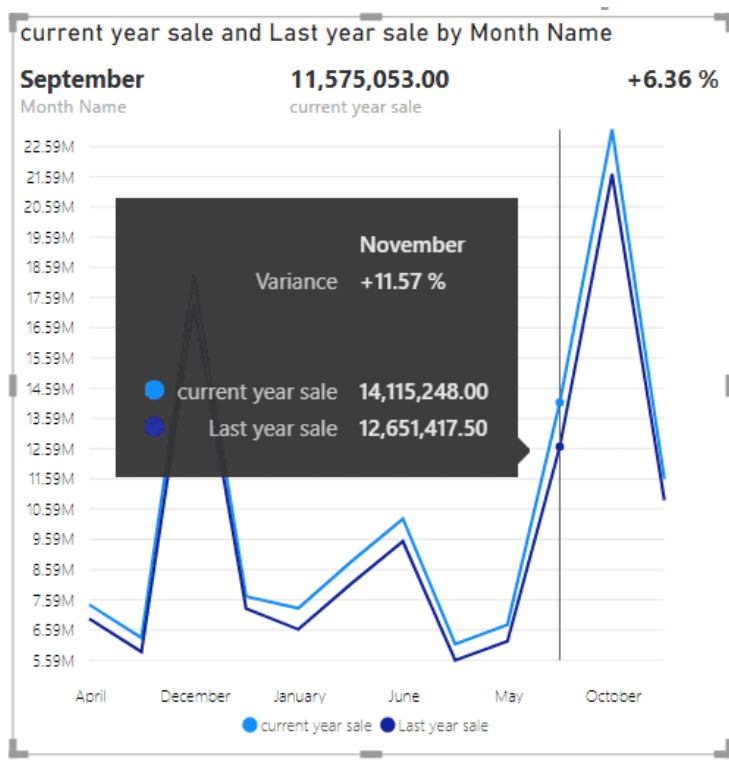 current year sale and Last year sale by Month Name
September 11,575,053.00 +6.36 %
Month Name current year sale
22.59M
21.59M
20.59M
19.59M
18.59M
17.59M
16.59M
15.59M
14.59M
13.59M
12.59M
11.59M
10.59M
9.59M
8.59M
7.59M
6.59M
5.59M
November
Variance +11.57 %
current year sale 14,115,248.00
Last year sale 12,651,417.50
April December January June May October
current year sale Last year sale